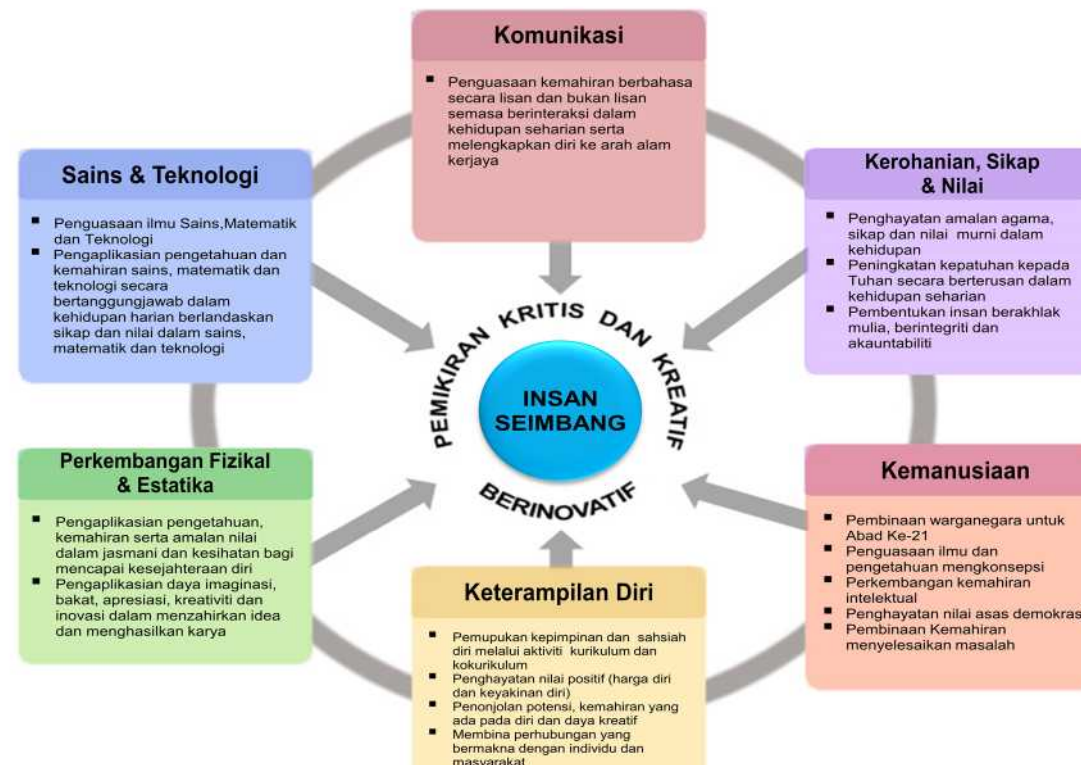 Komunikasi
Penguasaan kemahiran berbahasa
secara lisan dan bukan lisan
semasa berinteraksi dalam
kehidupan seharian serta
melengkapkan diri ke arah alam
kerjaya
Sains & Teknologi
Penguasaan ilmu Sains,Matematik
dan Teknologi
Pengaplikasian pengetahuan dan
kemahiran sains, matematik dan
teknologi secara
bertanggungjawab dalam
kehidupan harian berlandaskan
sikap dan nilai dalam sains,
matematik dan teknologi
Kerohanian, Sikap
& Nilai
Penghayatan amalan agama,
sikap dan nilai murni dalam
kehidupan
Peningkatan kepatuhan kepada
Tuhan secara berterusan dalam
kehidupan seharian
Pembentukan insan berakhlak
mulia, berintegriti dan
akauntabiliti
PEMIKIRAN KRITIS DAN KREATIF
INSAN
SEIMBANG
BERINOVATIF
Perkembangan Fizikal
& Estatika
Pengaplikasian pengetahuan,
kemahiran serta amalan nilai
dalam jasmani dan kesihatan bagi
mencapai kesejahteraan diri
Pengaplikasian daya imaginasi,
bakat, apresiasi, kreativiti dan
inovasi dalam menzahirkan idea
dan menghasilkan karya
Keterampilan Diri
Pemupukan kepimpinan dan sahsiah
diri melalui aktiviti kurikulum dan
kokurikulum
Penghayatan nilai positif (harga diri
dan keyakinan diri)
Penonjolan potensi, kemahiran yang
ada pada diri dan daya kreatif
Membina perhubungan yang
bermakna dengan individu dan
masyarakat
Kemanusiaan
Pembinaan warganegara untuk
Abad Ke-21
Penguasaan ilmu dan
pengetahuan mengkonsepsi
Perkembangan kemahiran
intelektual
Penghayatan nilai asas demokras
Pembinaan Kemahiran
menyelesaikan masalah